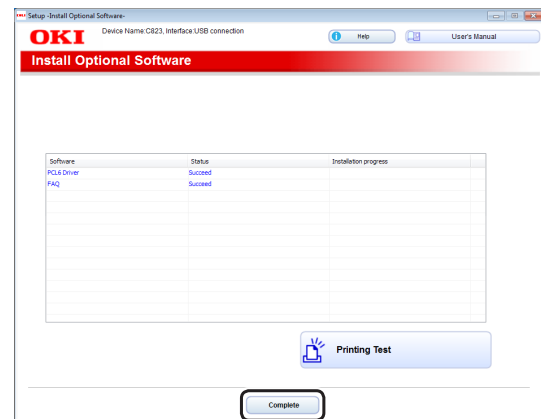 Setup -Install Optional Software-
OKI Device Name:C823, Interface:USB connection Help User's Manual
Install Optional Software
Software Status Installation progress
PCL6 Driver Succeed
FAQ Succeed
Printing Test
Complete